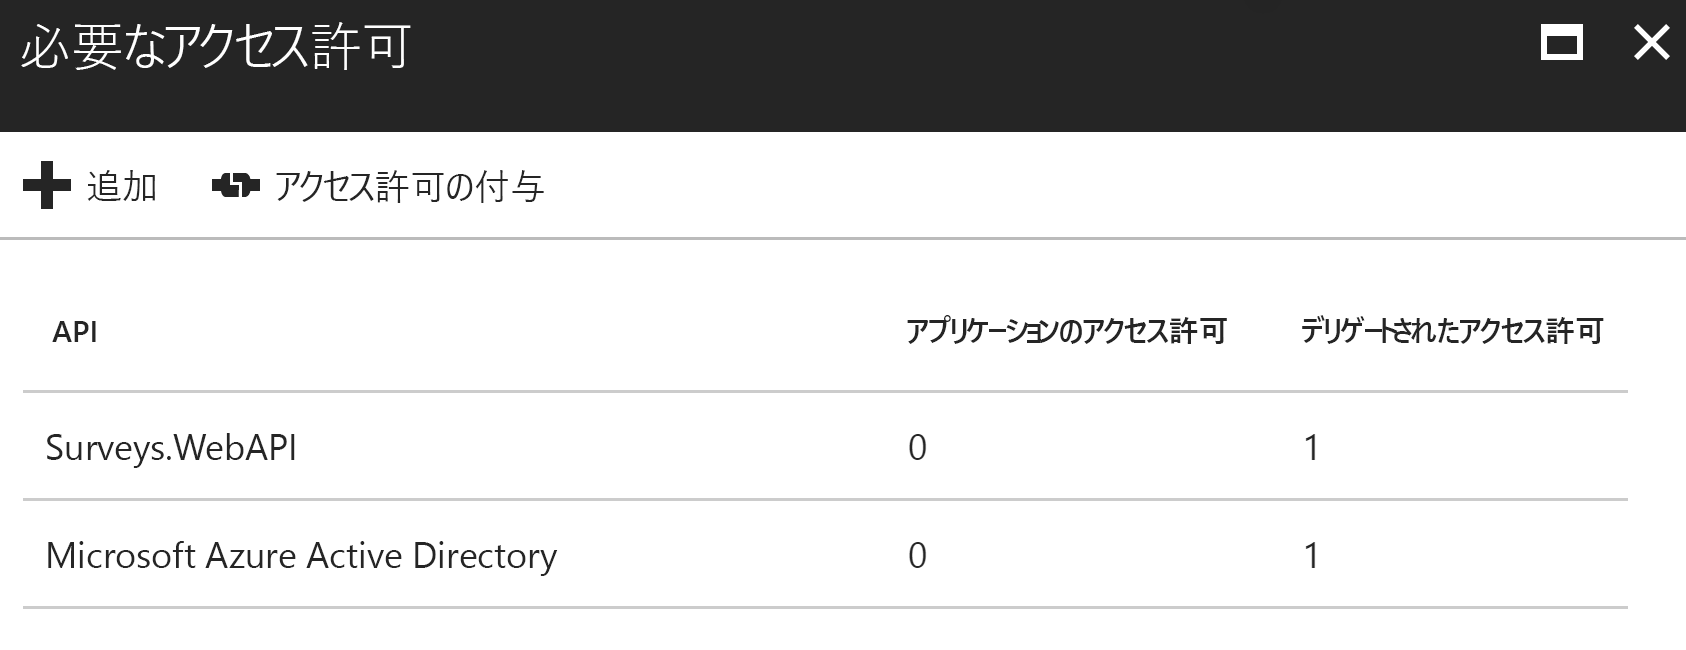 必要なアクセス許可
追加 アクセス許可の付与
API アプリケーションのアクセス許可 デリゲートされたアクセス許可
Surveys.WebAPI 0 1
Microsoft Azure Active Directory 0 1